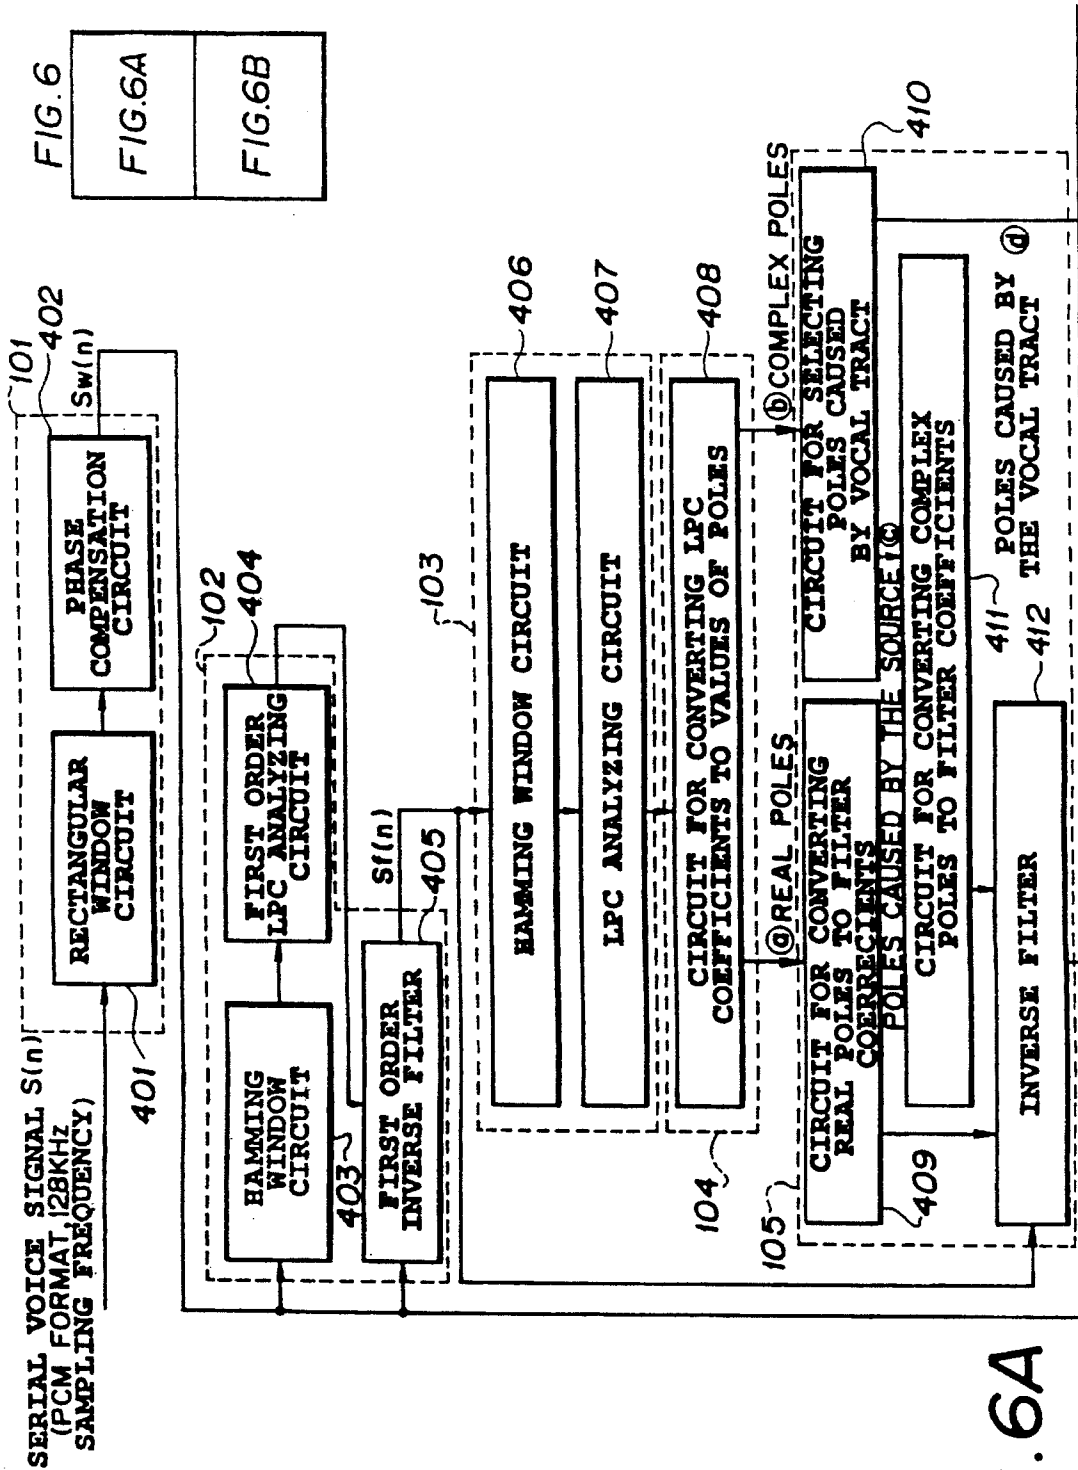 FIG. 6
FIG.6A
FIG.6B
SERIAL VOICE SIGNAL S(n)
(PCM FORMAT, 128KHz
SAMPLING FREQUENCY)
101
RECTANGULAR
WINDOW
CIRCUIT
401
PHASE
COMPENSATION
CIRCUIT
402
Sw(n)
102
HAMMING
WINDOW
CIRCUIT
403
FIRST ORDER
LPC ANALYZING
CIRCUIT
404
FIRST ORDER
INVERSE FILTER
405
Sf(n)
103
HAMMING WINDOW CIRCUIT
406
LPC ANALYZING CIRCUIT
407
CIRCUIT FOR CONVERTING LPC
COEFFICIENTS TO VALUES OF POLES
408
104
ⓐ REAL POLES
ⓑ COMPLEX POLES
105
CIRCUIT FOR CONVERTING
REAL POLES TO FILTER
COERRECIENTS
409
CIRCUIT FOR SELECTING
POLES CAUSED
BY VOCAL TRACT
410
POLES CAUSED BY THE SOURCE ⓒ
CIRCUIT FOR CONVERTING COMPLEX
POLES TO FILTER COEFFICIENTS
411
POLES CAUSED BY ⓓ
THE VOCAL TRACT
INVERSE FILTER
412
.6A